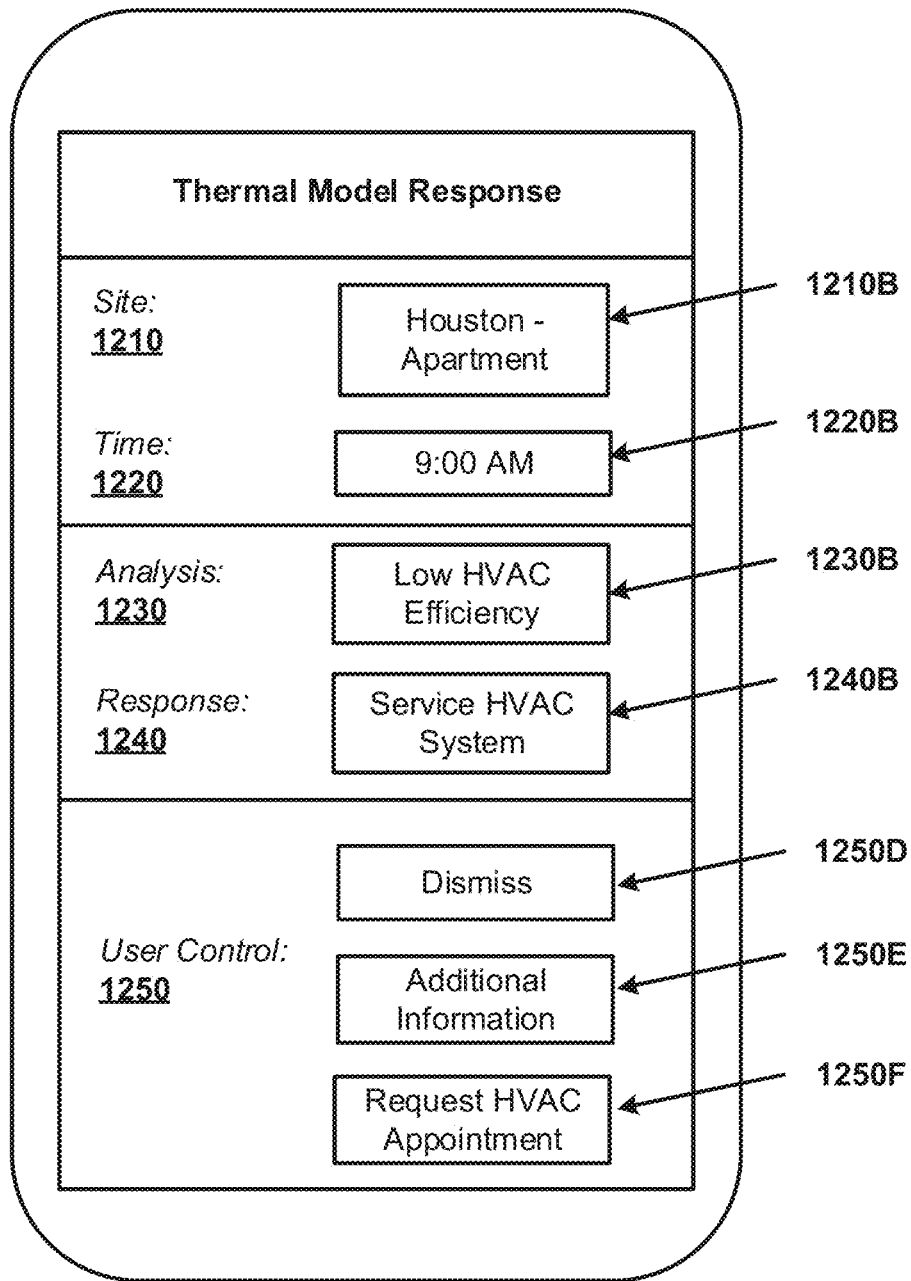 Thermal Model Response
Site:
1210
Houston -
Apartment
1210B
Time:
1220
9:00 AM
1220B
Analysis:
1230
Low HVAC
Efficiency
1230B
Response:
1240
Service HVAC
System
1240B
User Control:
1250
Dismiss
1250D
Additional
Information
1250E
Request HVAC
Appointment
1250F